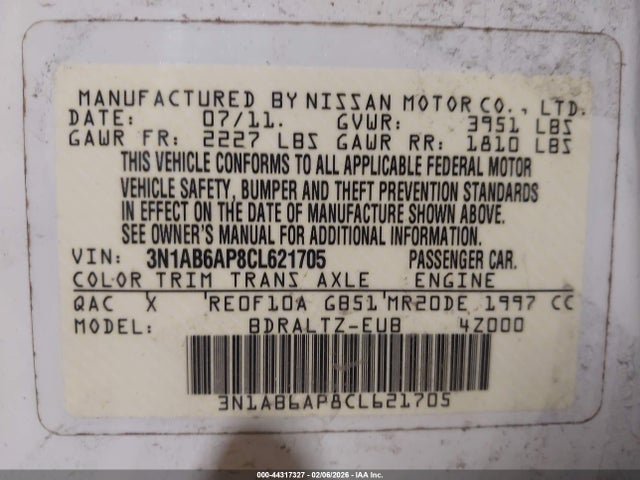 MANUFACTURED BY NISSAN MOTOR CO., LTD.
DATE: 07/11. GVWR: 3951 LBS
GAWR FR: 2227 LBS GAWR RR: 1810 LBS
THIS VEHICLE CONFORMS TO ALL APPLICABLE FEDERAL MOTOR
VEHICLE SAFETY, BUMPER AND THEFT PREVENTION STANDARDS
IN EFFECT ON THE DATE OF MANUFACTURE SHOWN ABOVE.
SEE OWNER'S MANUAL FOR ADDITIONAL INFORMATION.
VIN: 3N1AB6AP8CL621705 PASSENGER CAR.
COLOR TRIM TRANS AXLE ENGINE
QAC X RE0F10A GB51 MR20DE 1997 CC
MODEL: BDRALTZ-EUB 4Z000
3N1AB6AP8CL621705
000-44317327 - 02/06/2026 - IAA Inc.